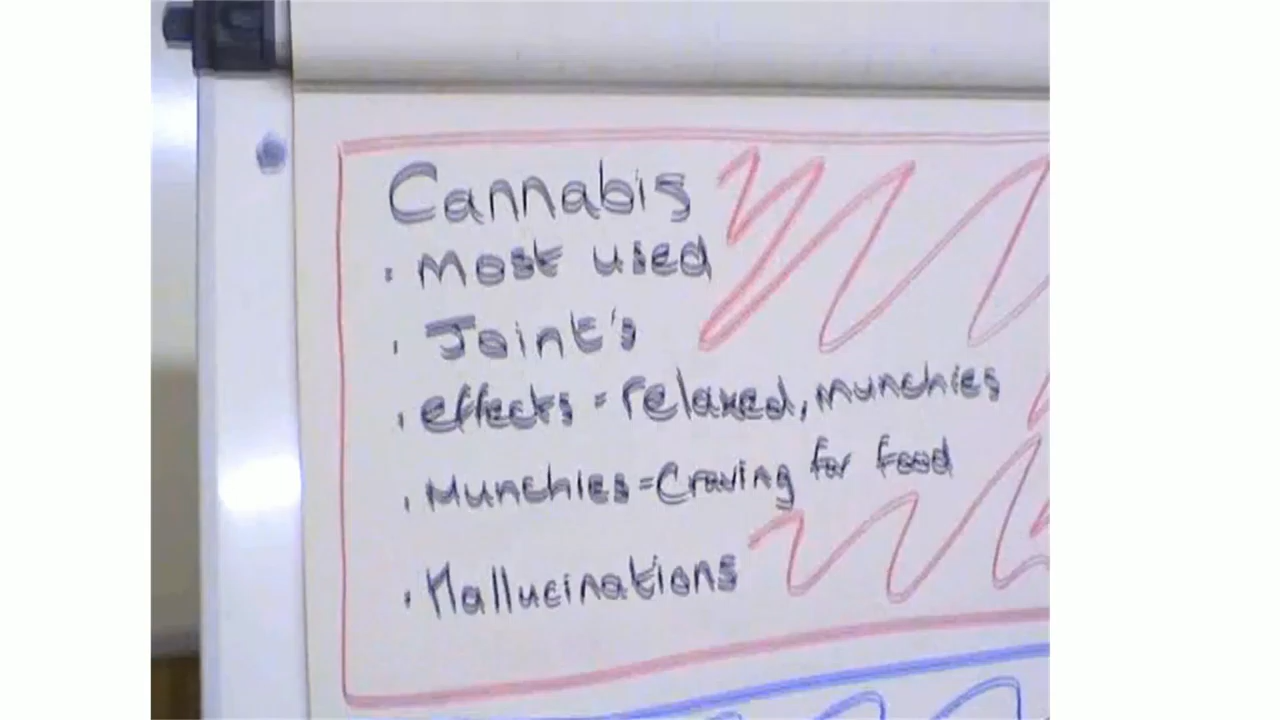 Cannabis
· Most used
· Joint's
· effects = relaxed, munchies
· Munchies = Craving for food
· Hallucinations